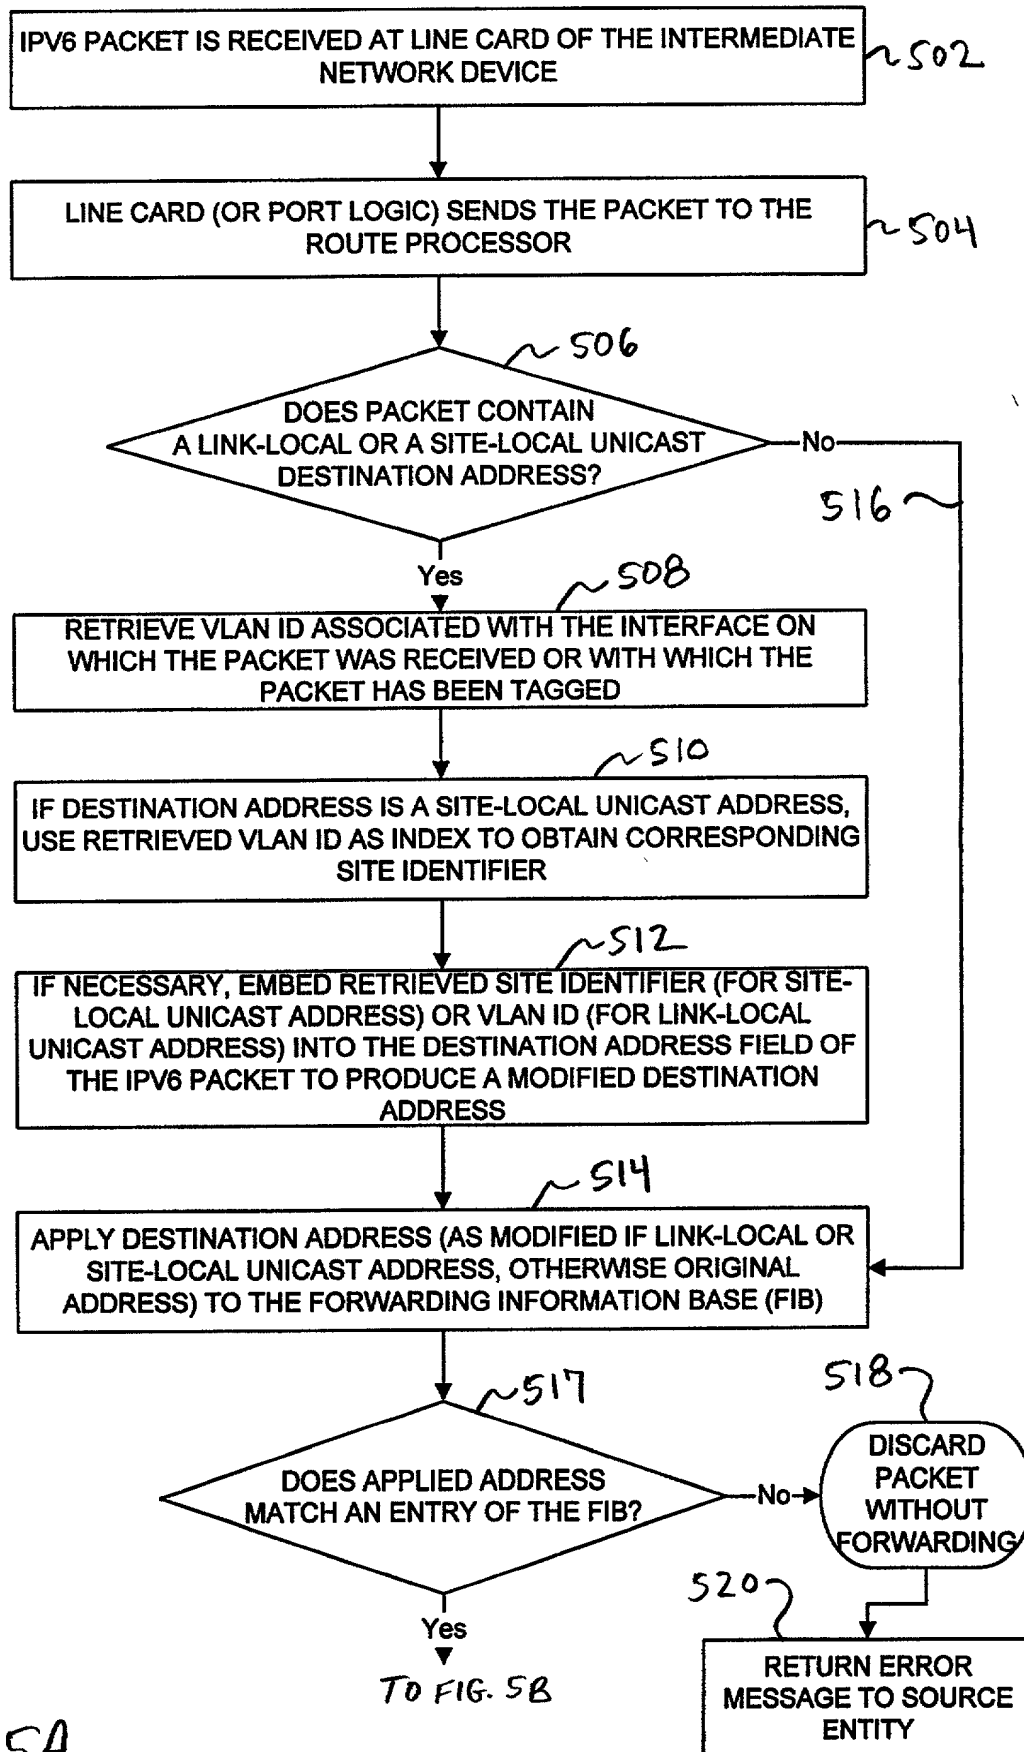 IPV6 PACKET IS RECEIVED AT LINE CARD OF THE INTERMEDIATE
NETWORK DEVICE
502
LINE CARD (OR PORT LOGIC) SENDS THE PACKET TO THE
ROUTE PROCESSOR
504
506
DOES PACKET CONTAIN
A LINK-LOCAL OR A SITE-LOCAL UNICAST
DESTINATION ADDRESS?
No
516
Yes
508
RETRIEVE VLAN ID ASSOCIATED WITH THE INTERFACE ON
WHICH THE PACKET WAS RECEIVED OR WITH WHICH THE
PACKET HAS BEEN TAGGED
510
IF DESTINATION ADDRESS IS A SITE-LOCAL UNICAST ADDRESS,
USE RETRIEVED VLAN ID AS INDEX TO OBTAIN CORRESPONDING
SITE IDENTIFIER
512
IF NECESSARY, EMBED RETRIEVED SITE IDENTIFIER (FOR SITE-
LOCAL UNICAST ADDRESS) OR VLAN ID (FOR LINK-LOCAL
UNICAST ADDRESS) INTO THE DESTINATION ADDRESS FIELD OF
THE IPV6 PACKET TO PRODUCE A MODIFIED DESTINATION
ADDRESS
514
APPLY DESTINATION ADDRESS (AS MODIFIED IF LINK-LOCAL OR
SITE-LOCAL UNICAST ADDRESS, OTHERWISE ORIGINAL
ADDRESS) TO THE FORWARDING INFORMATION BASE (FIB)
517
DOES APPLIED ADDRESS
MATCH AN ENTRY OF THE FIB?
No
518
DISCARD
PACKET
WITHOUT
FORWARDING
520
RETURN ERROR
MESSAGE TO SOURCE
ENTITY
Yes
TO FIG. 5B
5A